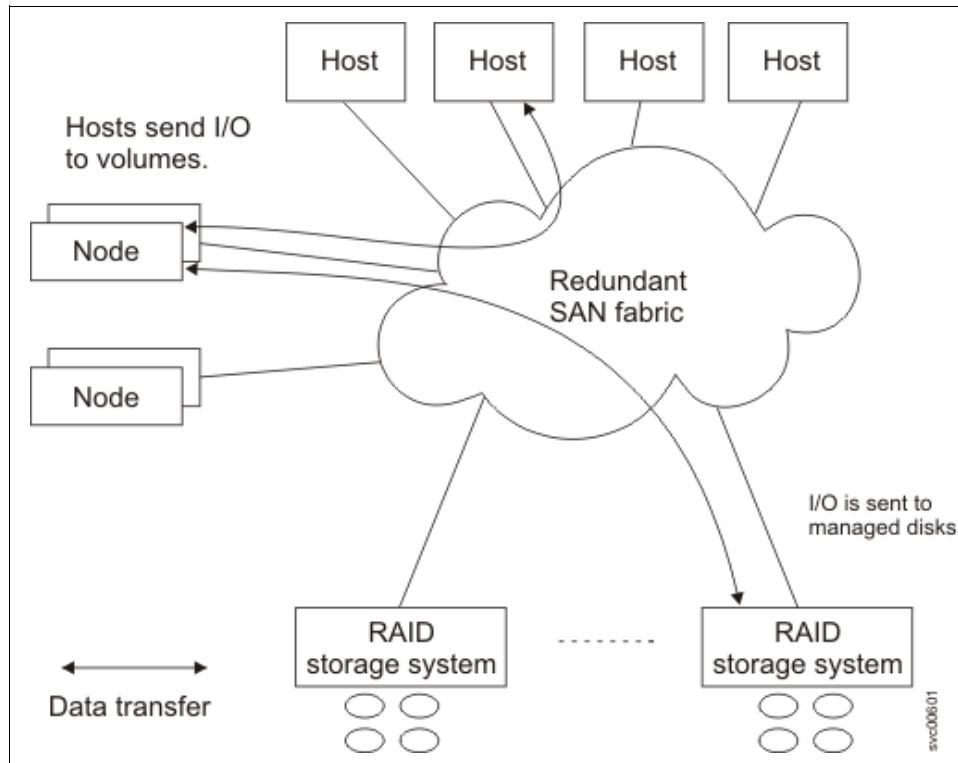 Host
Host
Host
Host
Hosts send I/O
to volumes.
Node
Node
Redundant
SAN fabric
I/O is sent to
managed disks.
RAID
storage system
RAID
storage system
Data transfer
svc00601